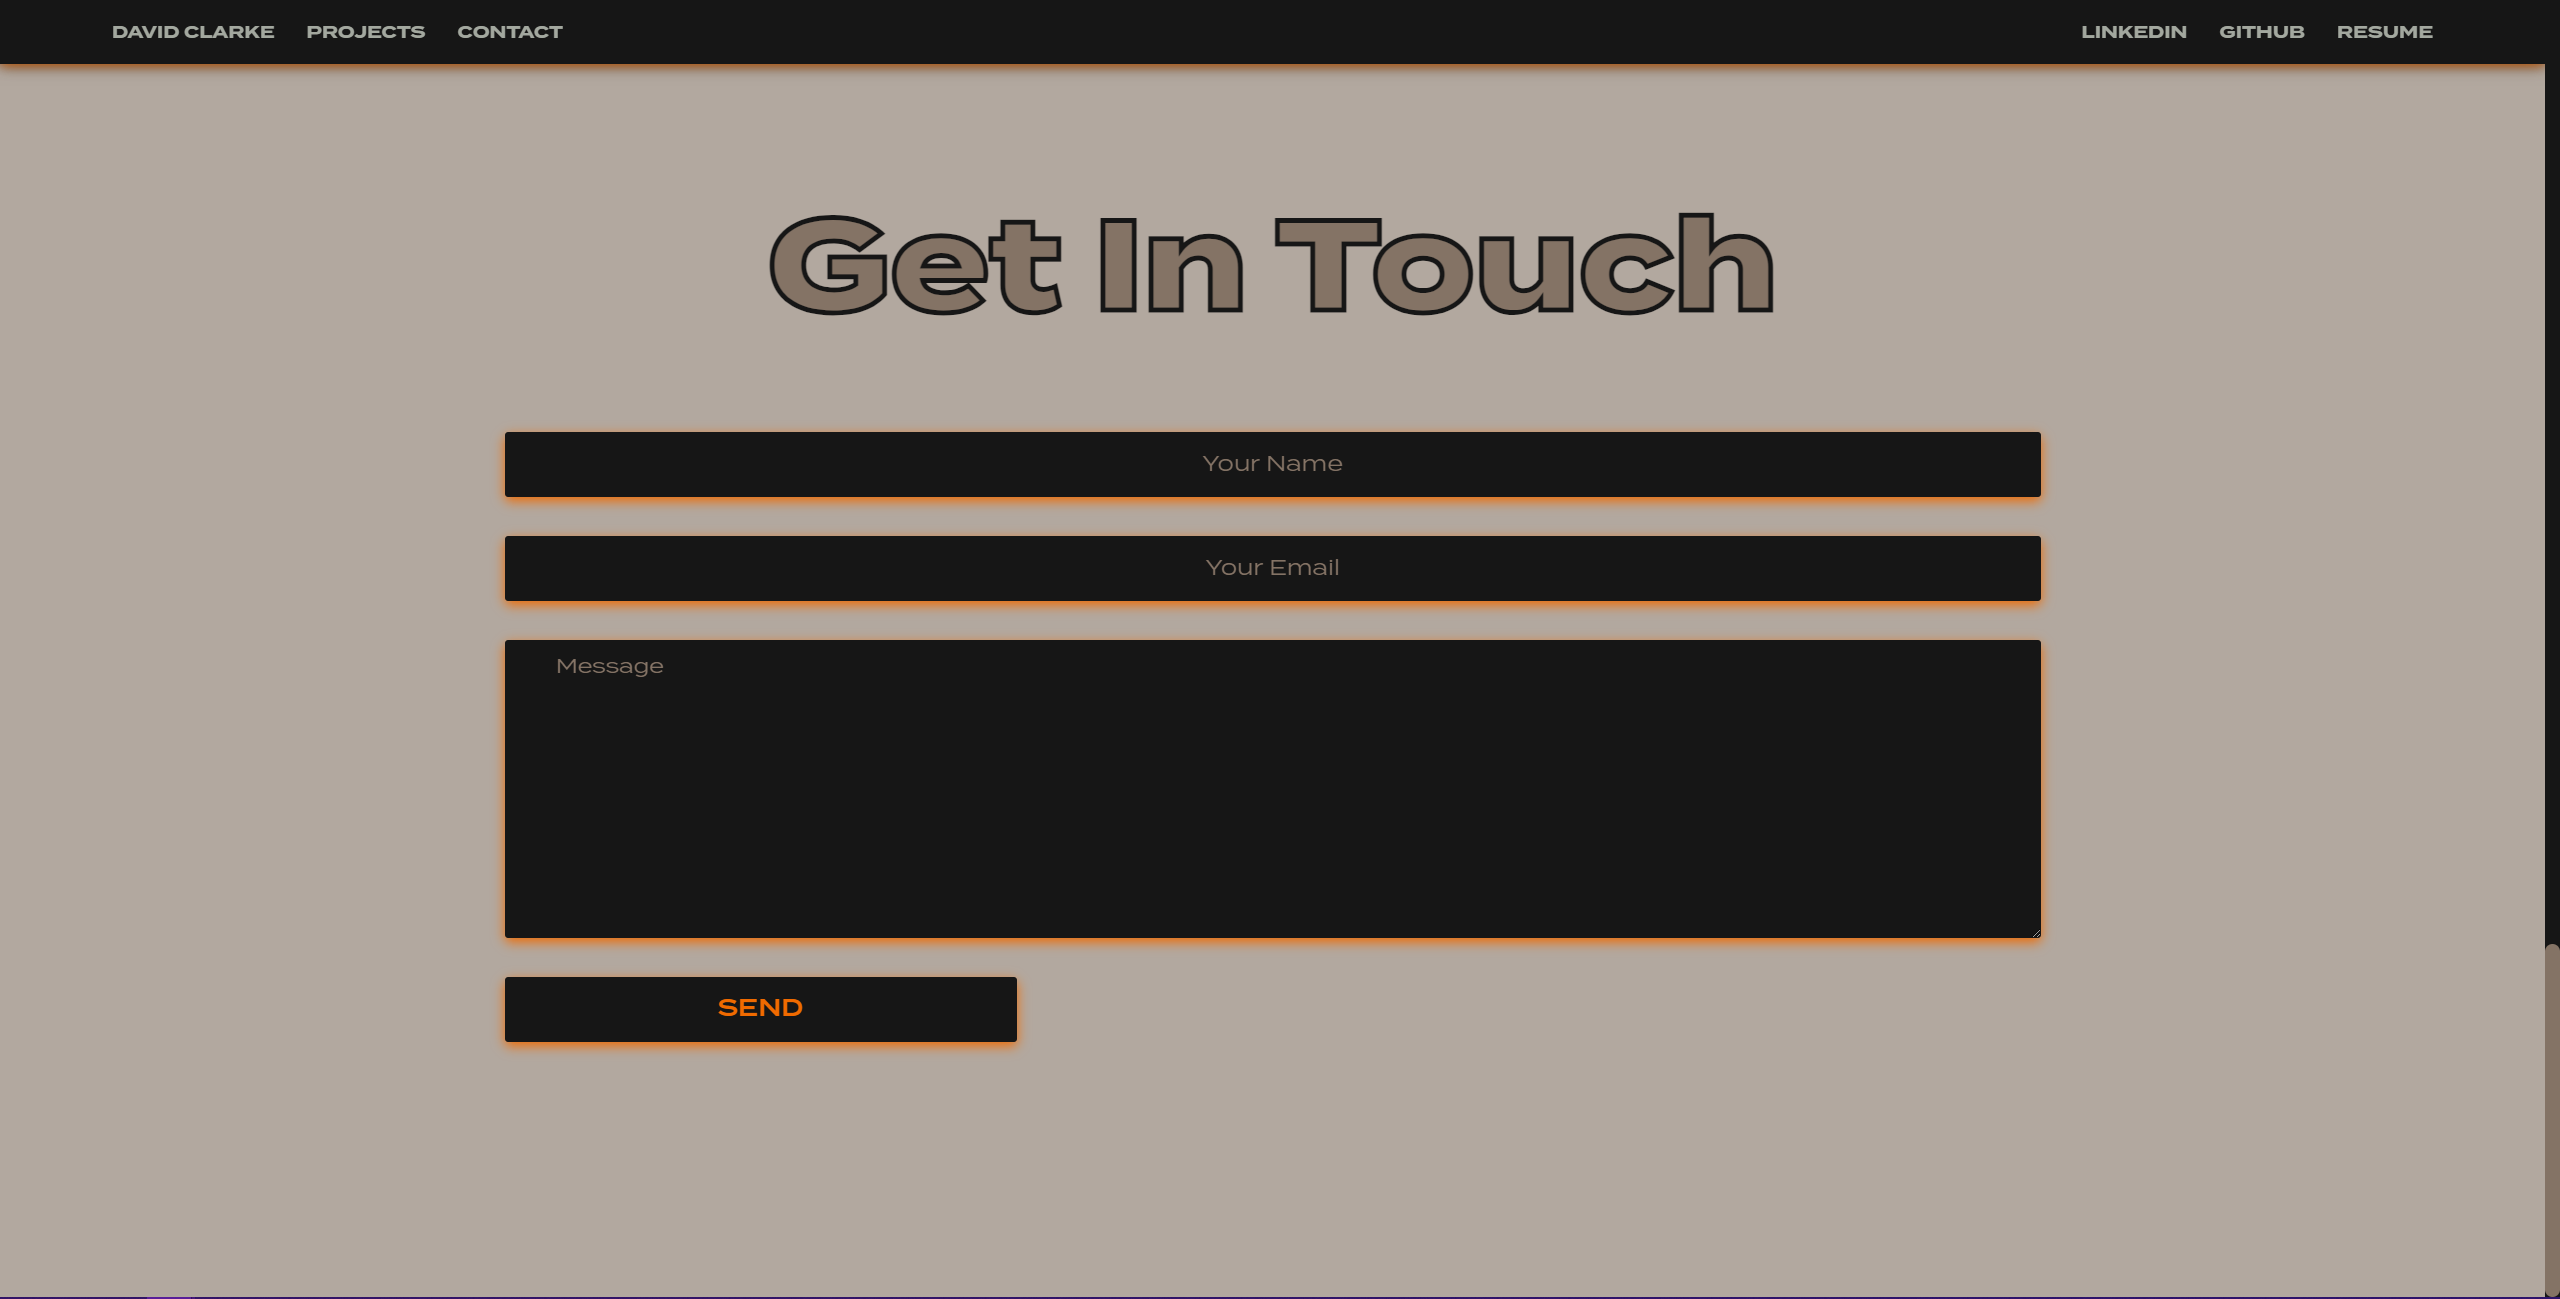 DAVID CLARKE PROJECTS CONTACT LINKEDIN GITHUB RESUME
Get In Touch
Your Name
Your Email
Message
SEND